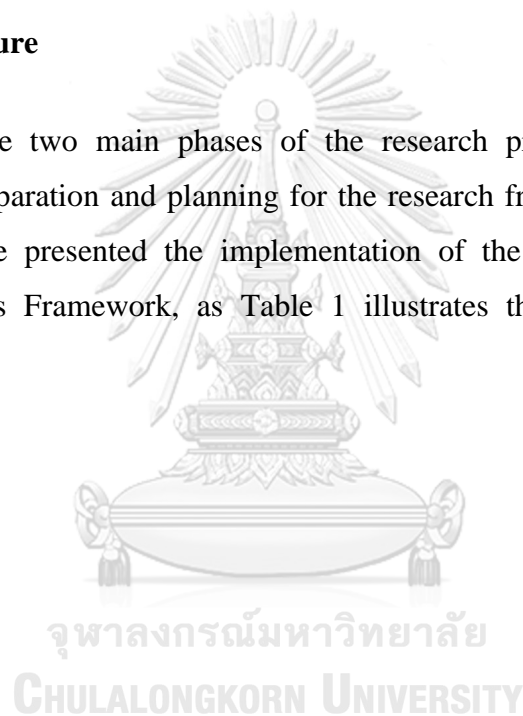 ure
e two main phases of the research p
paration and planning for the research fr
e presented the implementation of the
s Framework, as Table 1 illustrates th
จุฬาลงกรณ์มหาวิทยาลัย
CHULALONGKORN UNIVERSITY